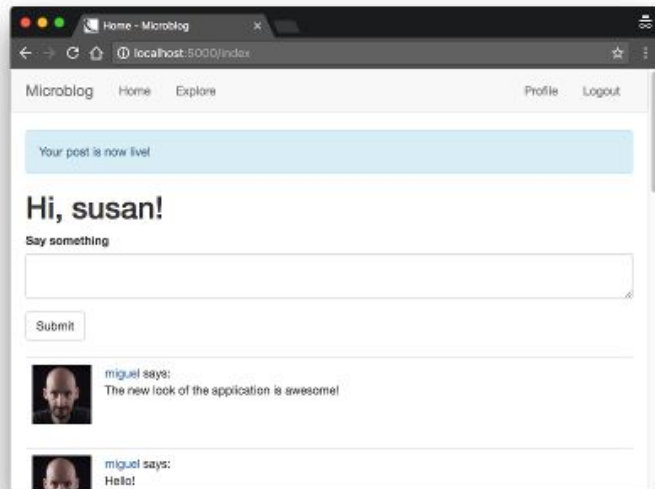 Home - Microblog
localhost:5000/index
Microblog Home Explore Profile Logout
Your post is now live!
Hi, susan!
Say something
Submit
miguel says:
The new look of the application is awesome!
miguel says:
Hello!